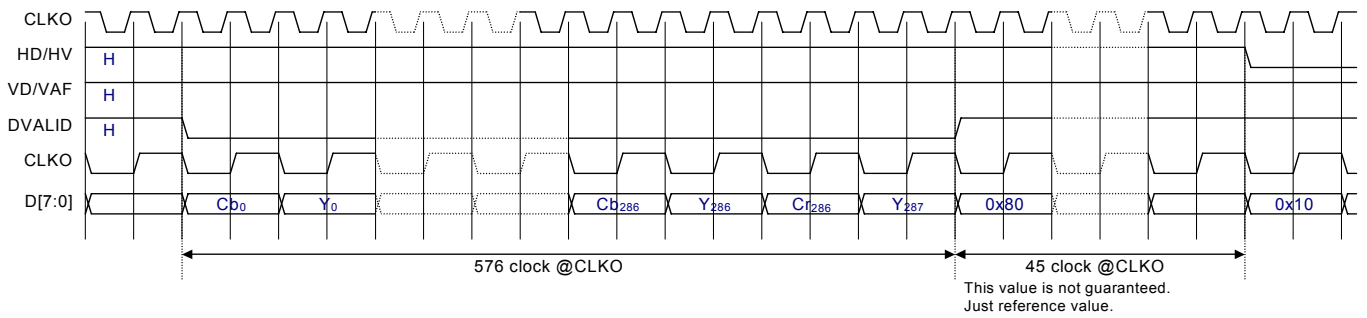 CLKO
HD/HV
H
VD/VAF
H
DVALID
H
CLKO
D[7:0]
Cb0 Y0 Cb286 Y286 Cr286 Y287 0x80 0x10
576 clock @CLKO
45 clock @CLKO
This value is not guaranteed.
Just reference value.